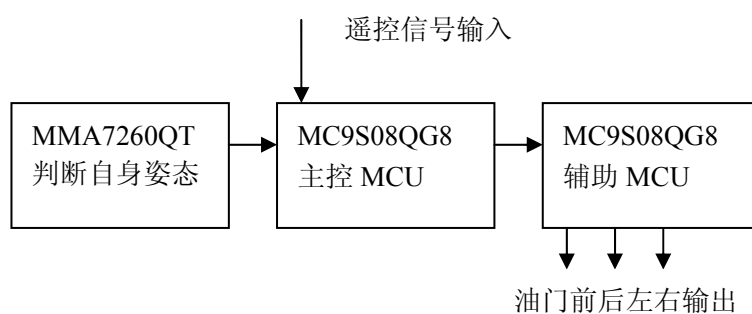 遥控信号输入
MMA7260QT
判断自身姿态
MC9S08QG8
主控 MCU
MC9S08QG8
辅助 MCU
油门前后左右输出